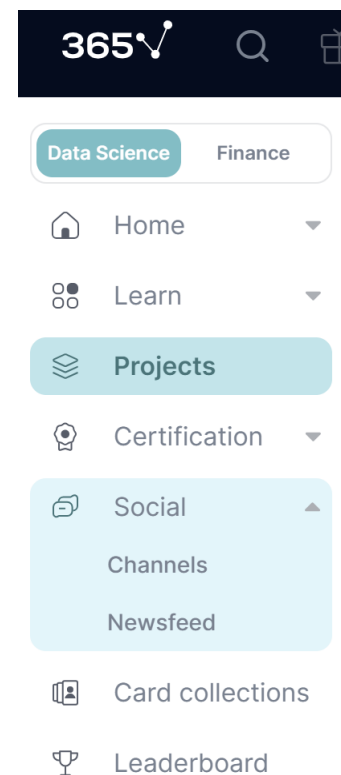 365
Data Science Finance
Home
Learn
Projects
Certification
Social
Channels
Newsfeed
Card collections
Leaderboard